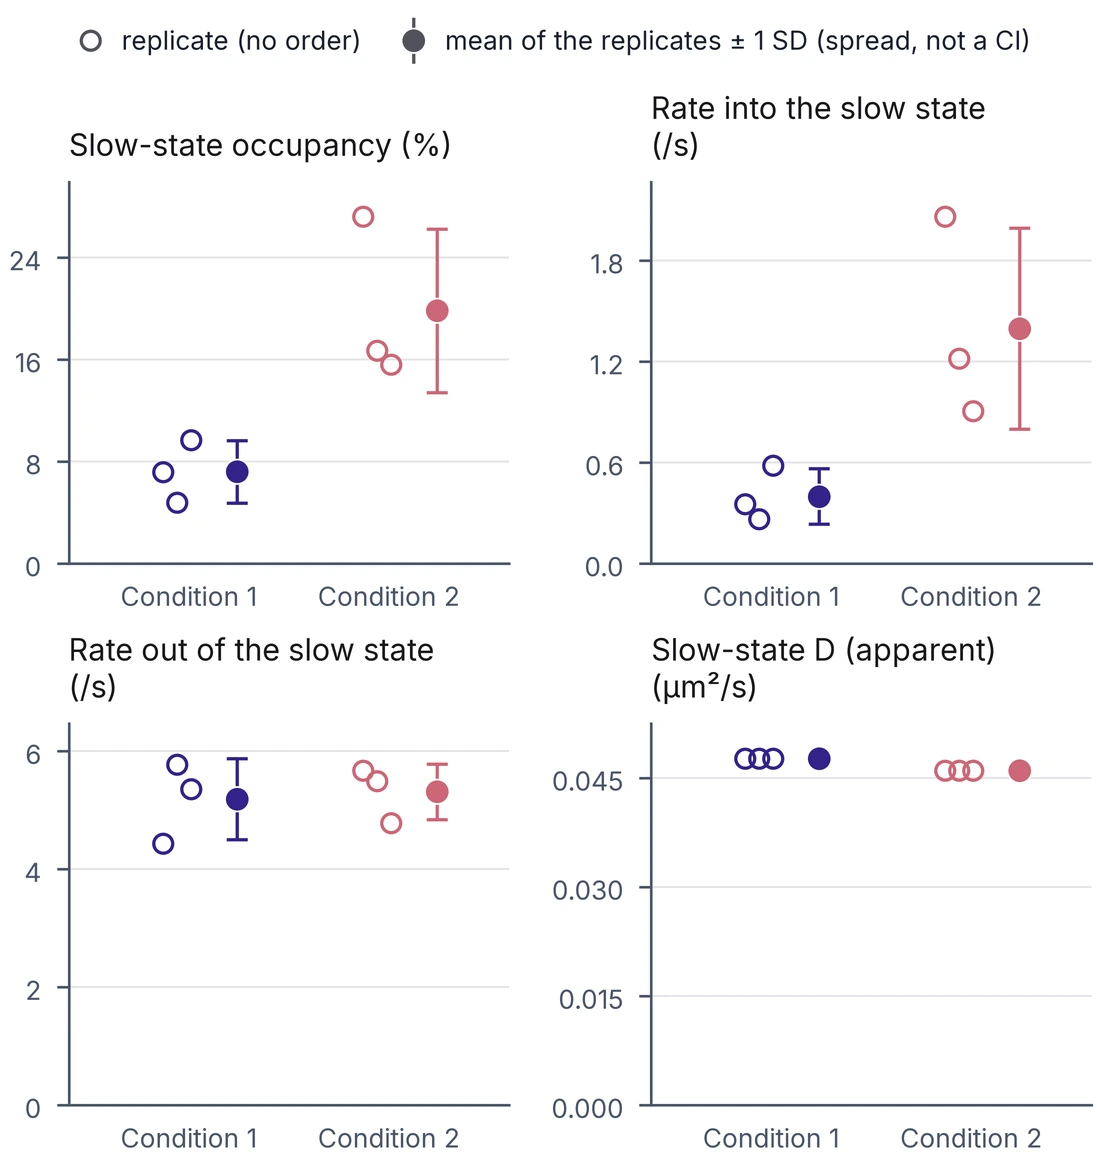 replicate (no order)
mean of the replicates ± 1 SD (spread, not a CI)
Slow-state occupancy (%)
24
16
8
0
Condition 1
Condition 2
Rate into the slow state
(/s)
1.8
1.2
0.6
0.0
Condition 1
Condition 2
Rate out of the slow state
(/s)
6
4
2
0
Condition 1
Condition 2
Slow-state D (apparent)
(μm²/s)
0.045
0.030
0.015
0.000
Condition 1
Condition 2